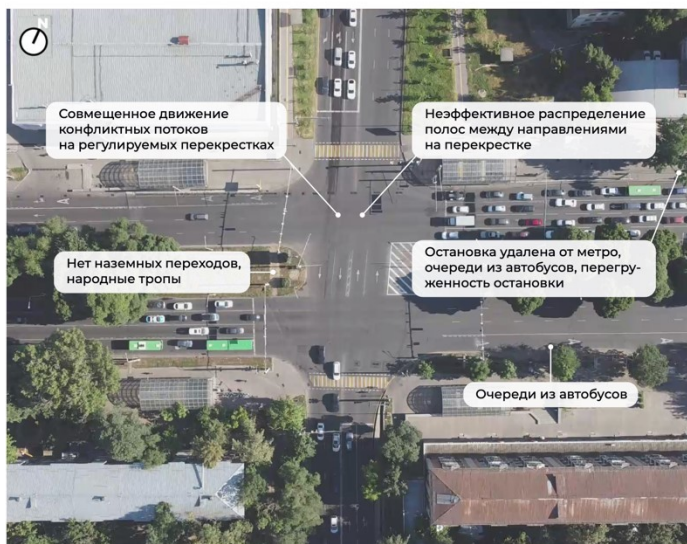 N
Совмещенное движение
конфликтных потоков
на регулируемых перекрестках
Неэффективное распределение
полос между направлениями
на перекрестке
Нет наземных переходов,
народные тропы
Остановка удалена от метро,
очереди из автобусов, перегру-
женность остановки
Очереди из автобусов